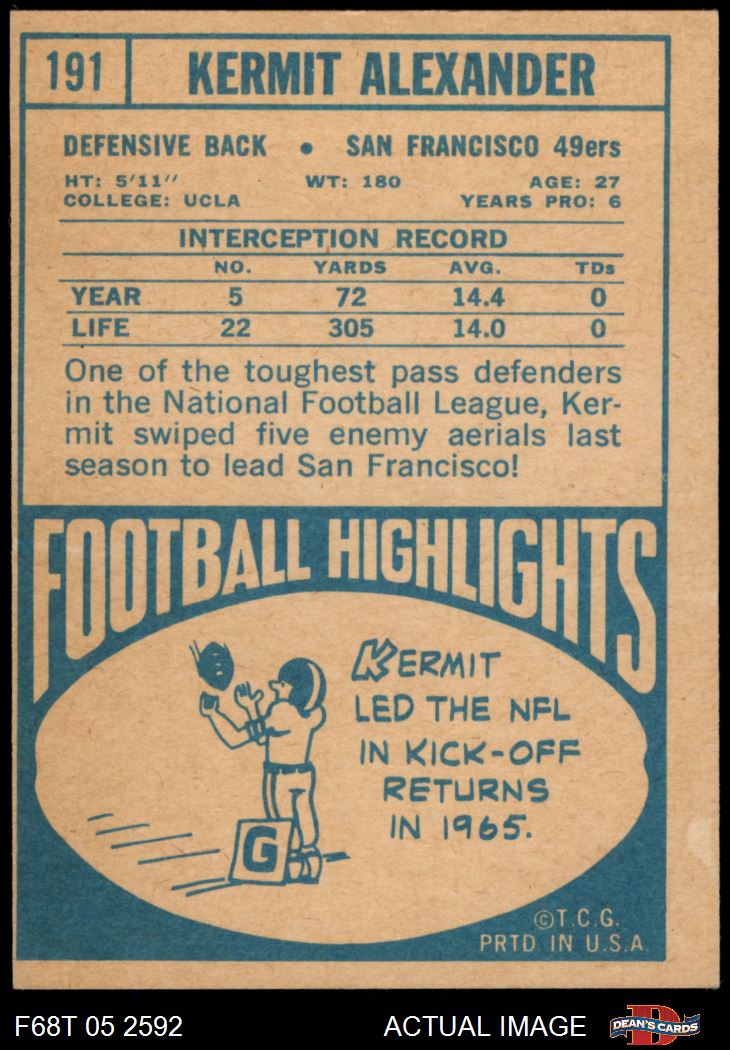 191 KERMIT ALEXANDER
DEFENSIVE BACK • SAN FRANCISCO 49ers
HT: 5'11" WT: 180 AGE: 27
COLLEGE: UCLA YEARS PRO: 6
INTERCEPTION RECORD
NO. YARDS AVG. TDs
YEAR 5 72 14.4 0
LIFE 22 305 14.0 0
One of the toughest pass defenders
in the National Football League, Ker-
mit swiped five enemy aerials last
season to lead San Francisco!
FOOTBALL HIGHLIGHTS
KERMIT
LED THE NFL
IN KICK-OFF
RETURNS
IN 1965.
G
©T.C.G.
PRTD. IN U.S.A.
F68T 05 2592 ACTUAL IMAGE D DEAN'S CARDS